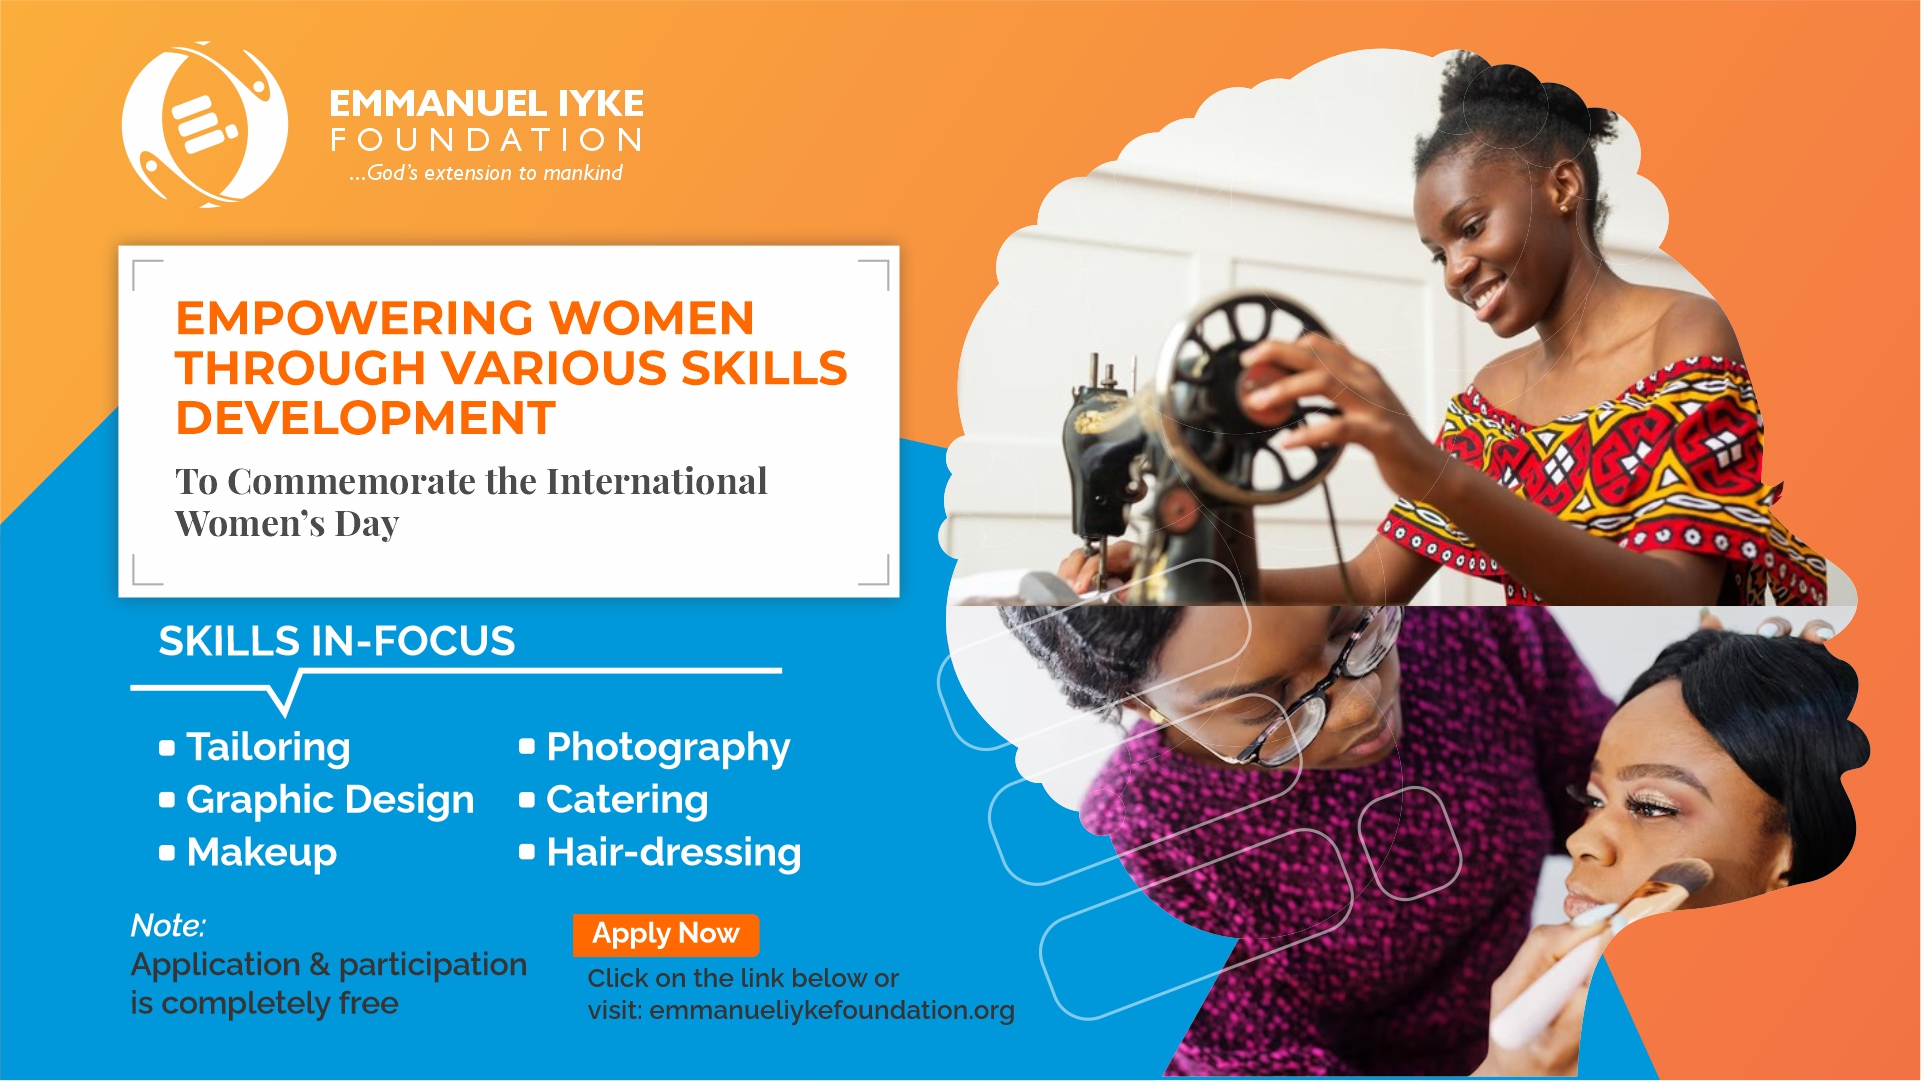 EMMANUEL IYKE
FOUNDATION
...God's extension to mankind
EMPOWERING WOMEN
THROUGH VARIOUS SKILLS
DEVELOPMENT
To Commemorate the International
Women's Day
SKILLS IN-FOCUS
Tailoring
Graphic Design
Makeup
Photography
Catering
Hair-dressing
Note:
Application & participation
is completely free
Apply Now
Click on the link below or
visit: emmanueliykefoundation.org